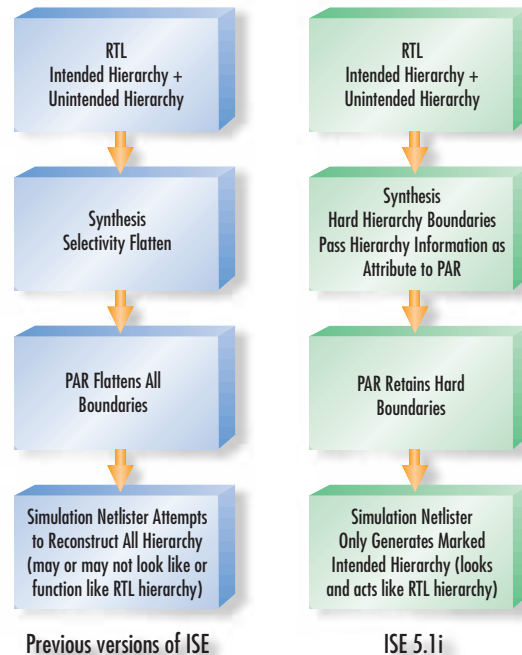 RTL
Intended Hierarchy +
Unintended Hierarchy
Synthesis
Selectivity Flatten
PAR Flattens All
Boundaries
Simulation Netlister Attempts
to Reconstruct All Hierarchy
(may or may not look like or
function like RTL hierarchy)
Previous versions of ISE
RTL
Intended Hierarchy +
Unintended Hierarchy
Synthesis
Hard Hierarchy Boundaries
Pass Hierarchy Information as
Attribute to PAR
PAR Retains Hard
Boundaries
Simulation Netlister
Only Generates Marked
Intended Hierarchy (looks
and acts like RTL hierarchy)
ISE 5.1i